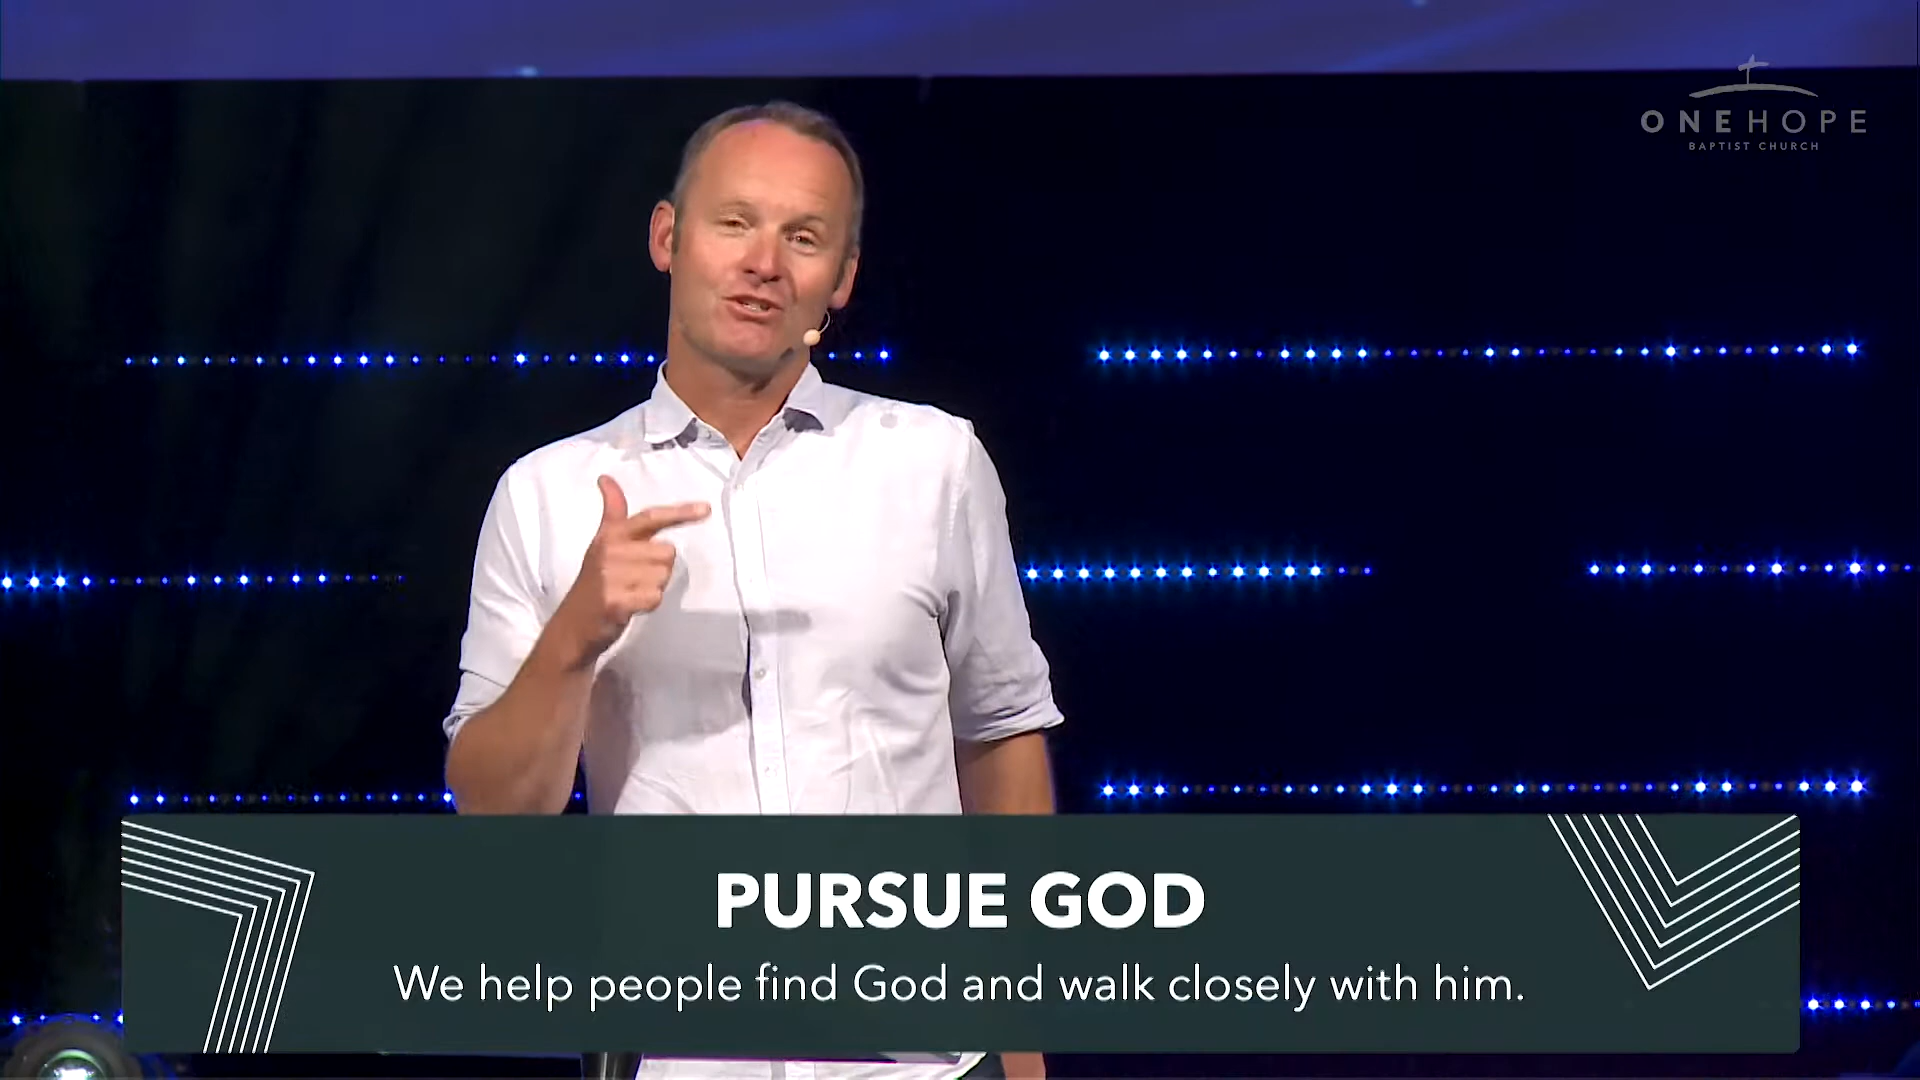 ONEHOPE
BAPTIST CHURCH
PURSUE GOD
We help people find God and walk closely with him.